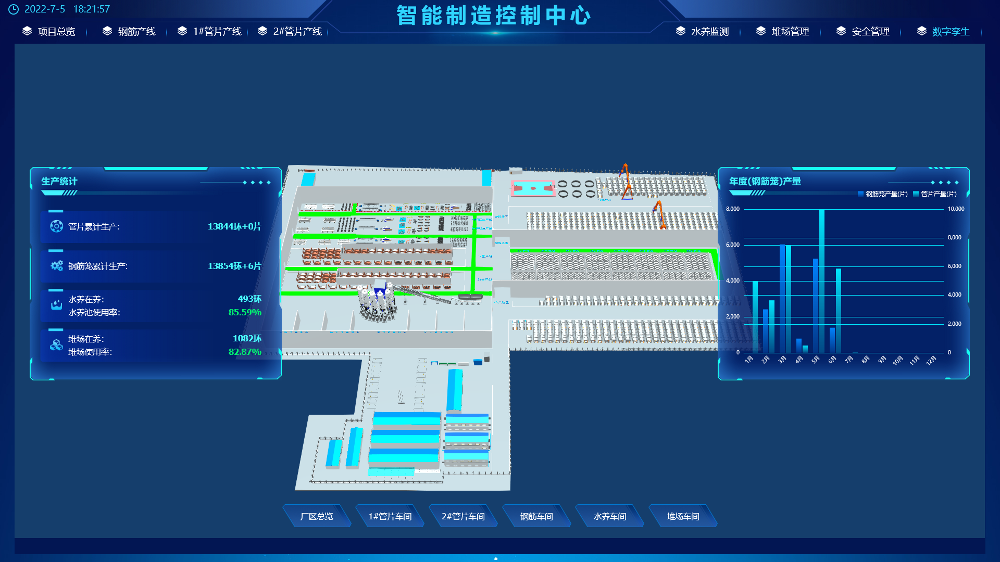 2022-7-5 18:21:57
智能制造控制中心
项目总览
钢筋产线
1#管片产线
2#管片产线
水养监测
堆场管理
安全管理
数字孪生
生产统计
管片累计生产: 13844环+0片
钢筋笼累计生产: 13854环+6片
水养在养: 493环
水养池使用率: 85.59%
堆场在养: 1082环
堆场使用率: 82.87%
年度(钢筋笼)产量
钢筋笼产量(片) 管片产量(片)
8,000 10,000
8,000
6,000
6,000
4,000
4,000
2,000
2,000
0 0
1月 2月 3月 4月 5月 6月 7月 8月 9月 10月 11月 12月
厂区总览
1#管片车间
2#管片车间
钢筋车间
水养车间
堆场车间